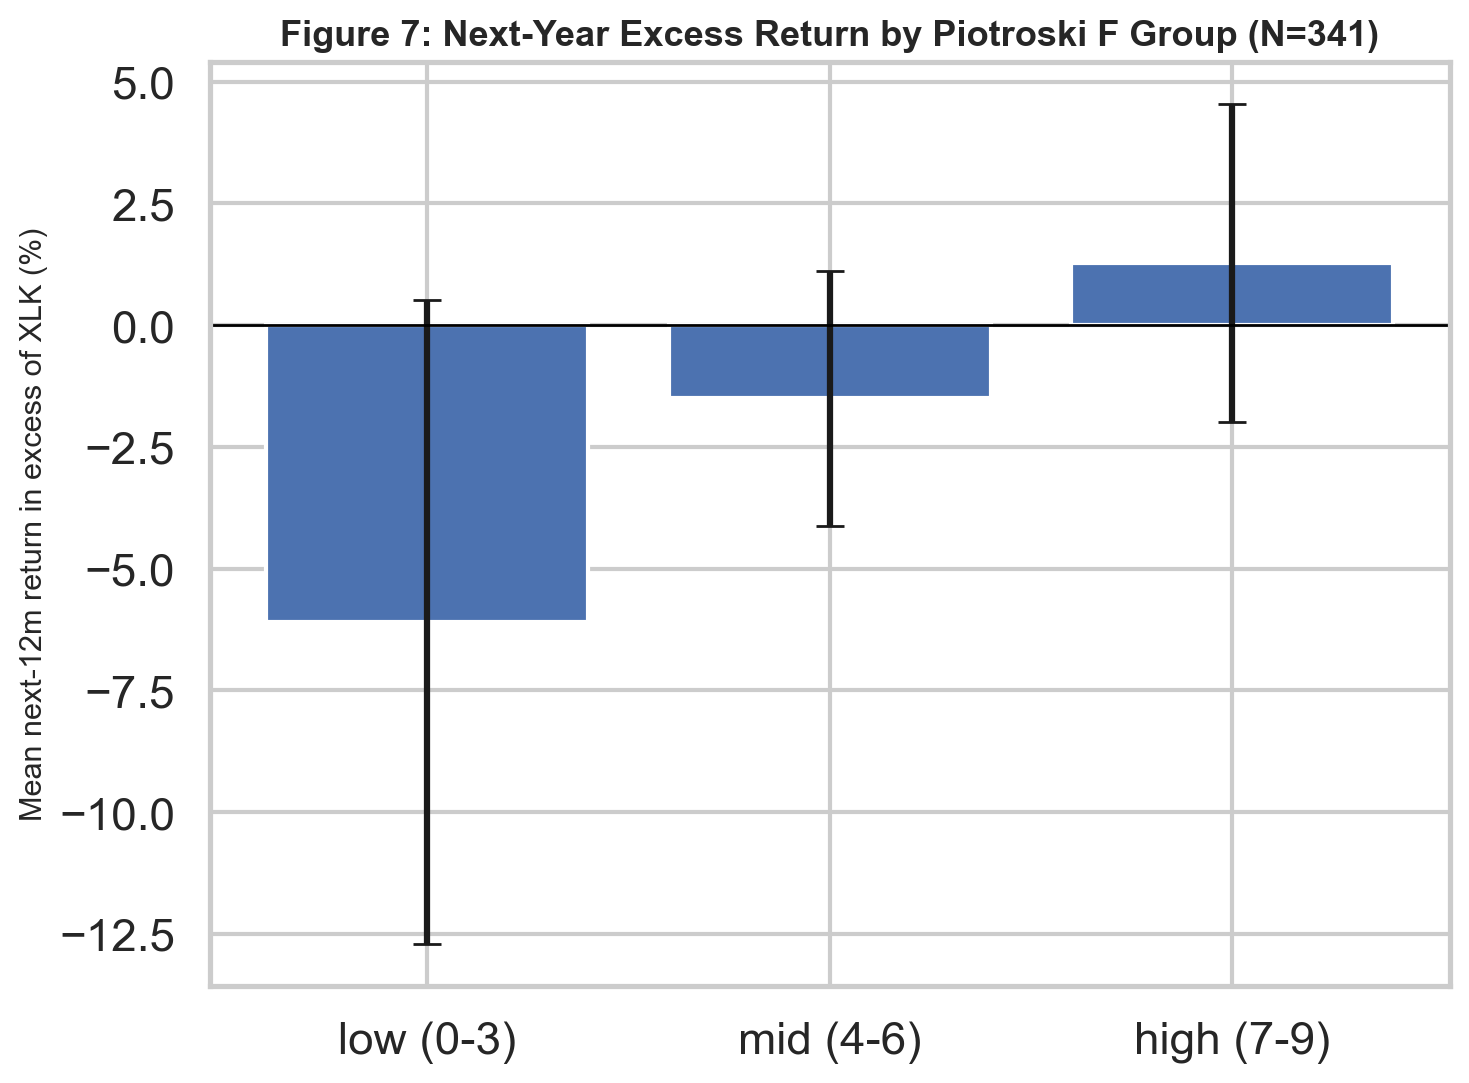 Figure 7: Next-Year Excess Return by Piotroski F Group (N=341)
Mean next-12m return in excess of XLK (%)
5.0
2.5
0.0
−2.5
−5.0
−7.5
−10.0
−12.5
low (0-3)
mid (4-6)
high (7-9)